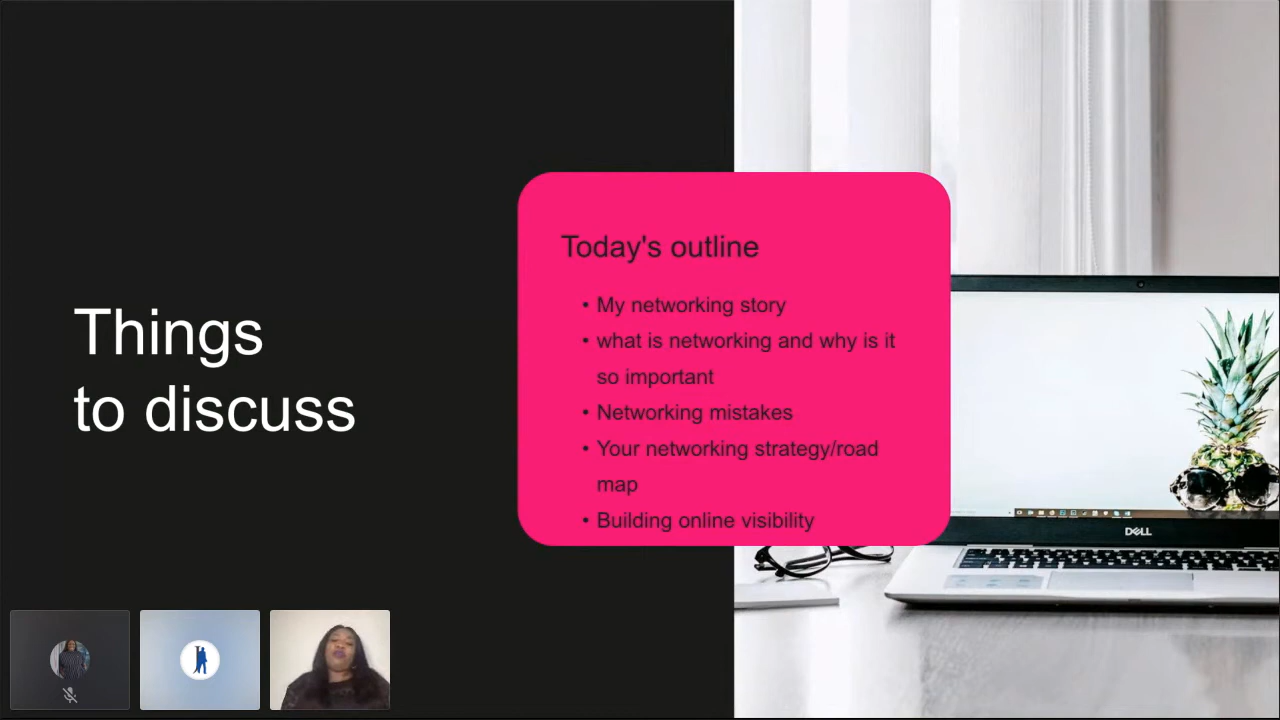 Things
to discuss
Today's outline
• My networking story
• what is networking and why is it
so important
• Networking mistakes
• Your networking strategy/road
map
• Building online visibility
DELL